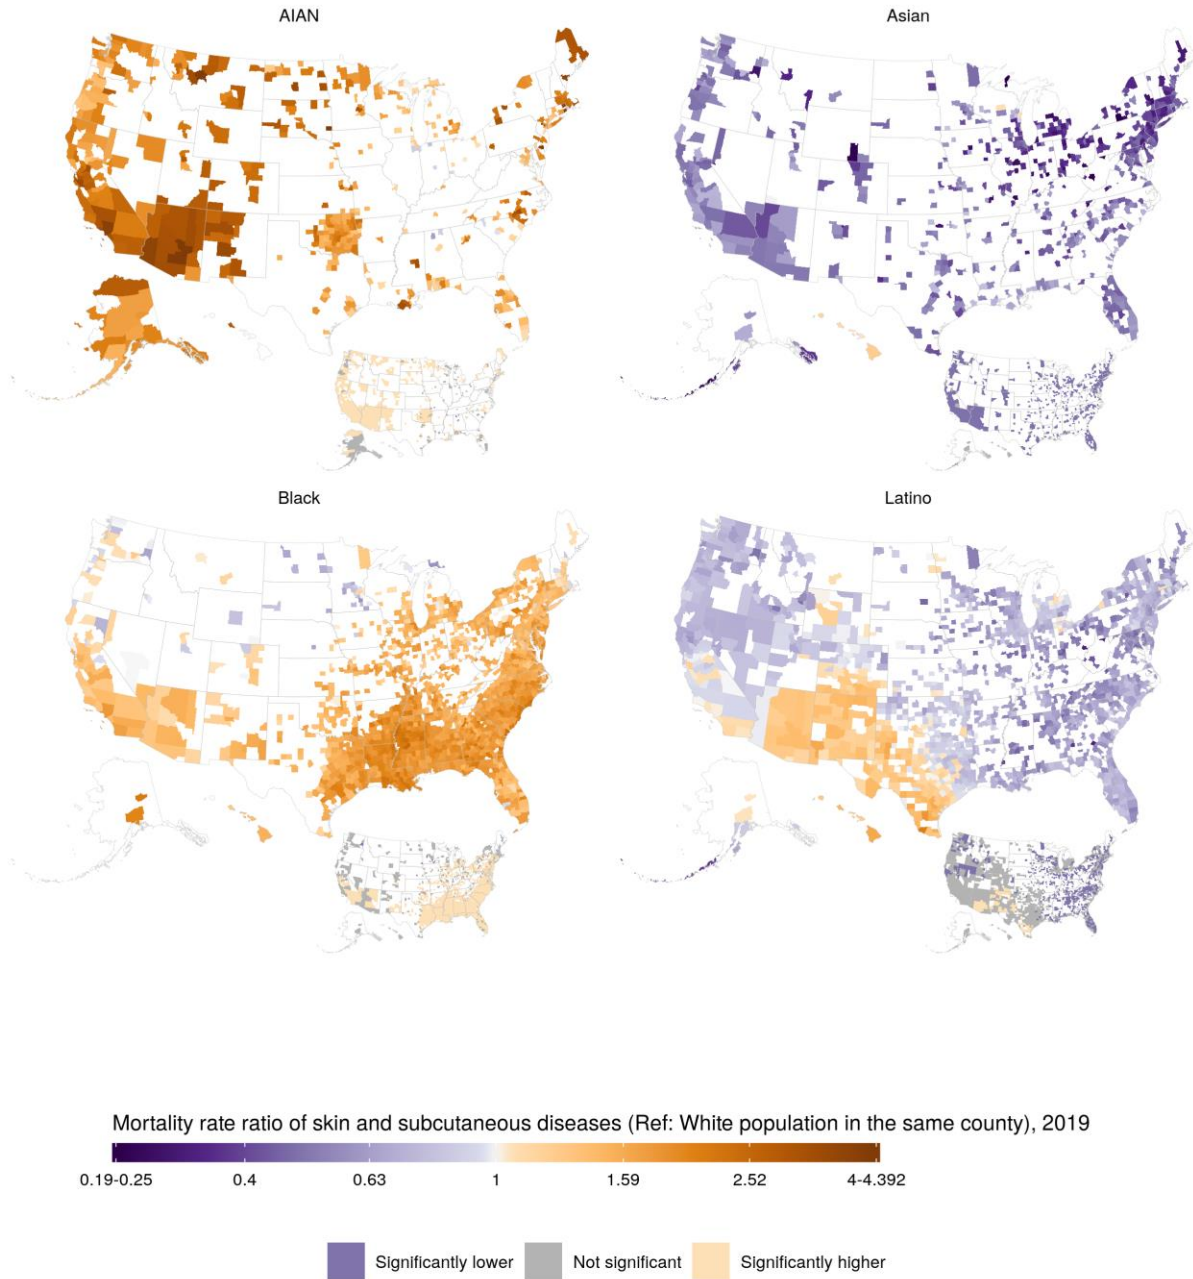 AIAN
Asian
Black
Latino
Mortality rate ratio of skin and subcutaneous diseases (Ref: White population in the same county), 2019
0.19-0.25 0.4 0.63 1 1.59 2.52 4-4.392
Significantly lower Not significant Significantly higher